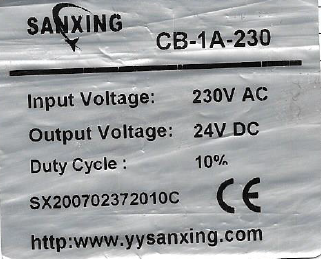 SANXING
CB-1A-230
Input Voltage: 230V AC
Output Voltage: 24V DC
Duty Cycle : 10%
SX200702372010C CE
http:www.yysanxing.com